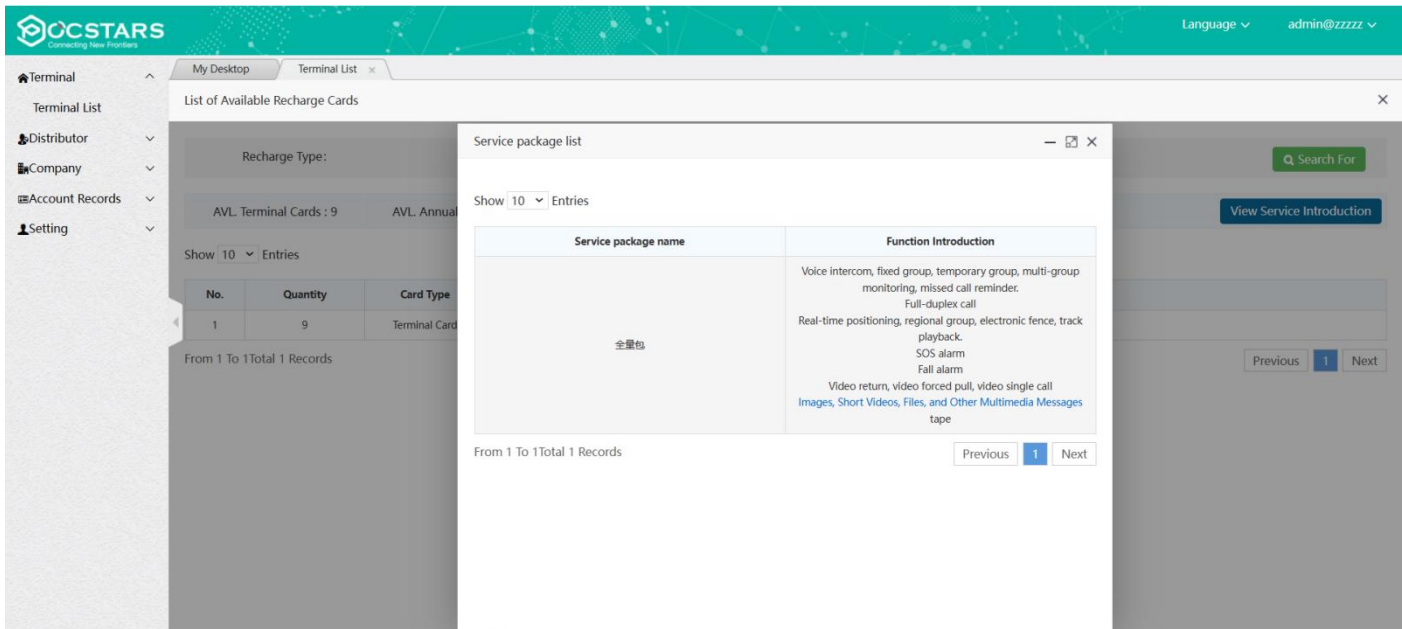 POCSTARS
Connecting New Frontiers
Language
admin@zzzzz
Terminal
Terminal List
Distributor
Company
Account Records
Setting
My Desktop
Terminal List ×
List of Available Recharge Cards ×
Recharge Type:
Search For
AVL. Terminal Cards : 9
AVL. Annual
View Service Introduction
Show 10 Entries
No. Quantity Card Type
1 9 Terminal Card
From 1 To 1Total 1 Records
Previous 1 Next
Service package list
Show 10 Entries
Service package name Function Introduction
全量包
Voice intercom, fixed group, temporary group, multi-group
monitoring, missed call reminder.
Full-duplex call
Real-time positioning, regional group, electronic fence, track
playback.
SOS alarm
Fall alarm
Video return, video forced pull, video single call
Images, Short Videos, Files, and Other Multimedia Messages
tape
From 1 To 1Total 1 Records
Previous 1 Next